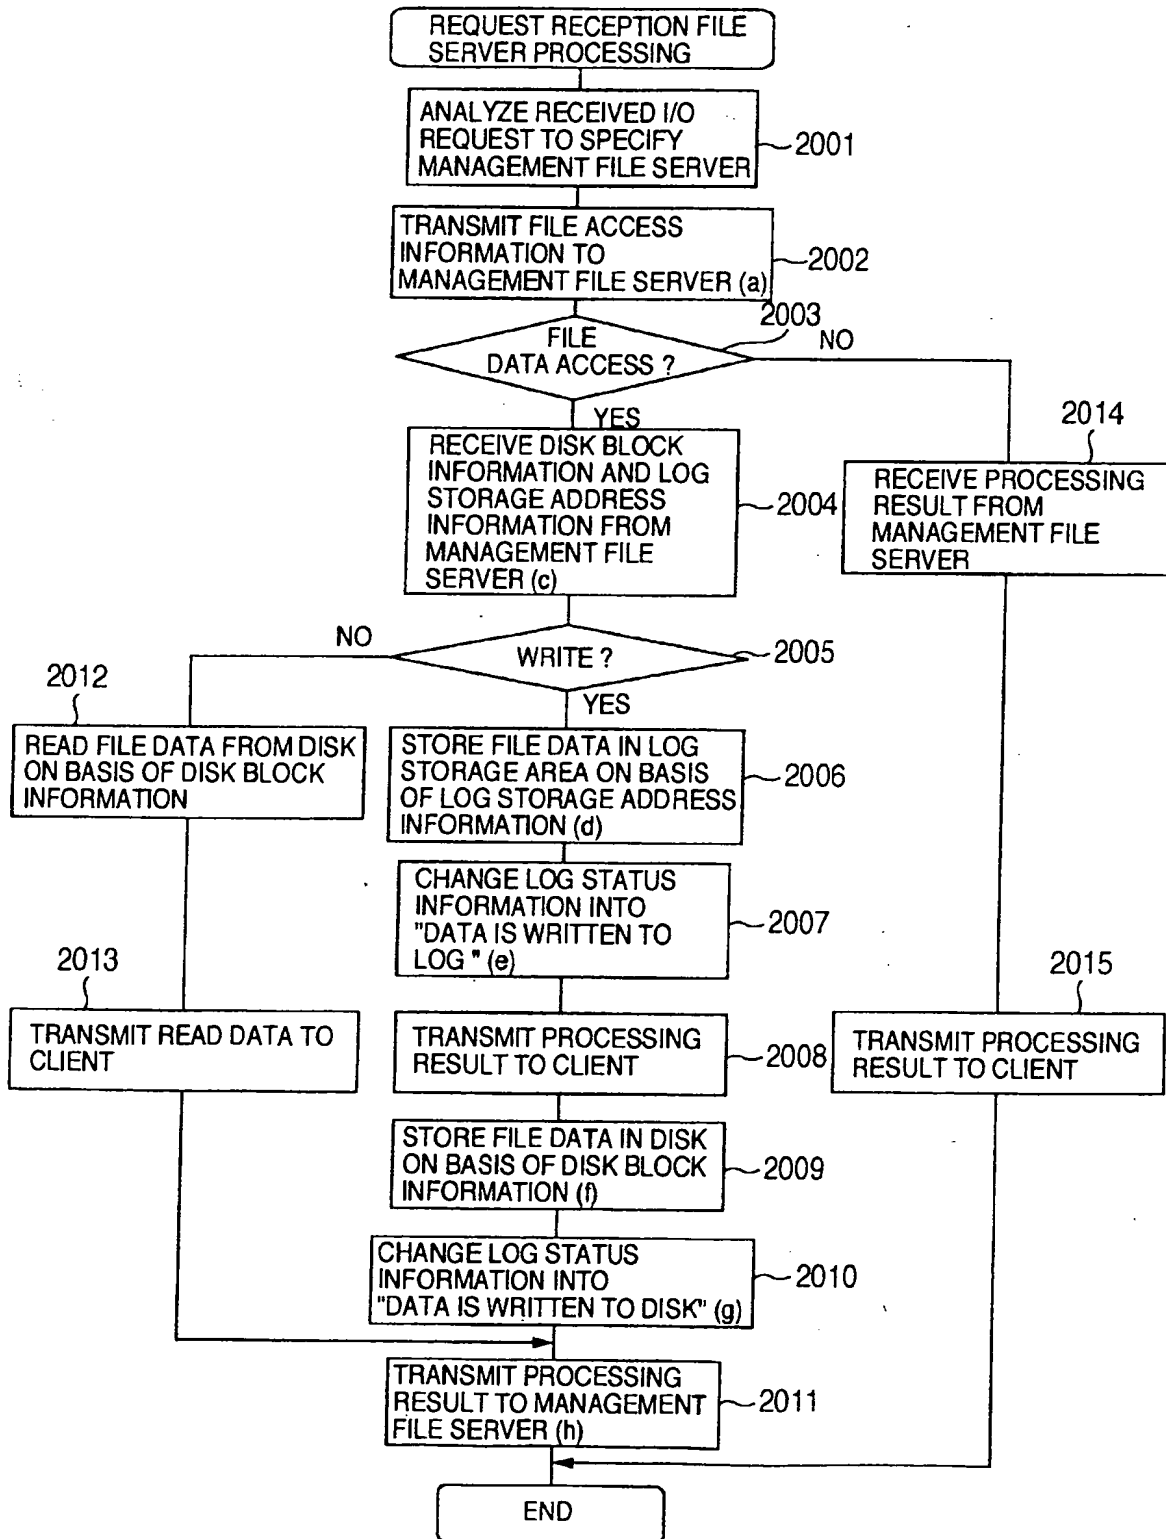 REQUEST RECEPTION FILE
SERVER PROCESSING
ANALYZE RECEIVED I/O
REQUEST TO SPECIFY
MANAGEMENT FILE SERVER
2001
TRANSMIT FILE ACCESS
INFORMATION TO
MANAGEMENT FILE SERVER (a)
2002
2003
FILE
DATA ACCESS ?
NO
YES
RECEIVE DISK BLOCK
INFORMATION AND LOG
STORAGE ADDRESS
INFORMATION FROM
MANAGEMENT FILE
SERVER (c)
2004
2014
RECEIVE PROCESSING
RESULT FROM
MANAGEMENT FILE
SERVER
NO
WRITE ?
2005
YES
2012
READ FILE DATA FROM DISK
ON BASIS OF DISK BLOCK
INFORMATION
STORE FILE DATA IN LOG
STORAGE AREA ON BASIS
OF LOG STORAGE ADDRESS
INFORMATION (d)
2006
CHANGE LOG STATUS
INFORMATION INTO
"DATA IS WRITTEN TO
LOG " (e)
2007
2013
TRANSMIT READ DATA TO
CLIENT
TRANSMIT PROCESSING
RESULT TO CLIENT
2008
2015
TRANSMIT PROCESSING
RESULT TO CLIENT
STORE FILE DATA IN DISK
ON BASIS OF DISK BLOCK
INFORMATION (f)
2009
CHANGE LOG STATUS
INFORMATION INTO
"DATA IS WRITTEN TO DISK" (g)
2010
TRANSMIT PROCESSING
RESULT TO MANAGEMENT
FILE SERVER (h)
2011
END